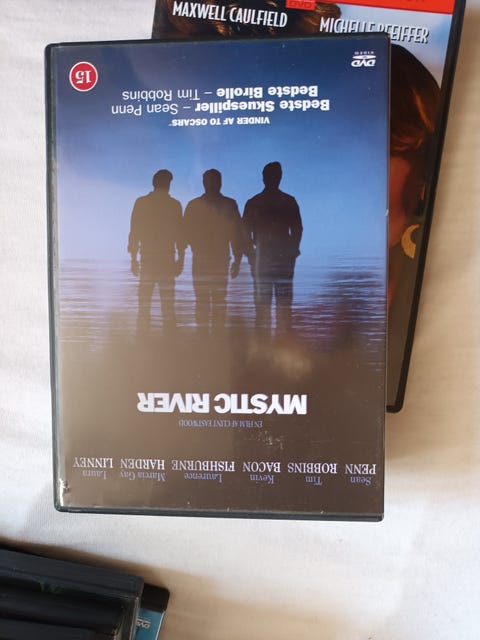 MAXWELL CAULFIELD
MICHELLE PFEIFFER
Sean Tim Kevin Laurence Marcia Gay Laura
PENN ROBBINS BACON FISHBURNE HARDEN LINNEY
EN FILM AF CLINT EASTWOOD
MYSTIC RIVER
VINDER AF TO OSCARS
Bedste Skuespiller – Sean Penn
Bedste Birolle – Tim Robbins
DVD
VIDEO
15